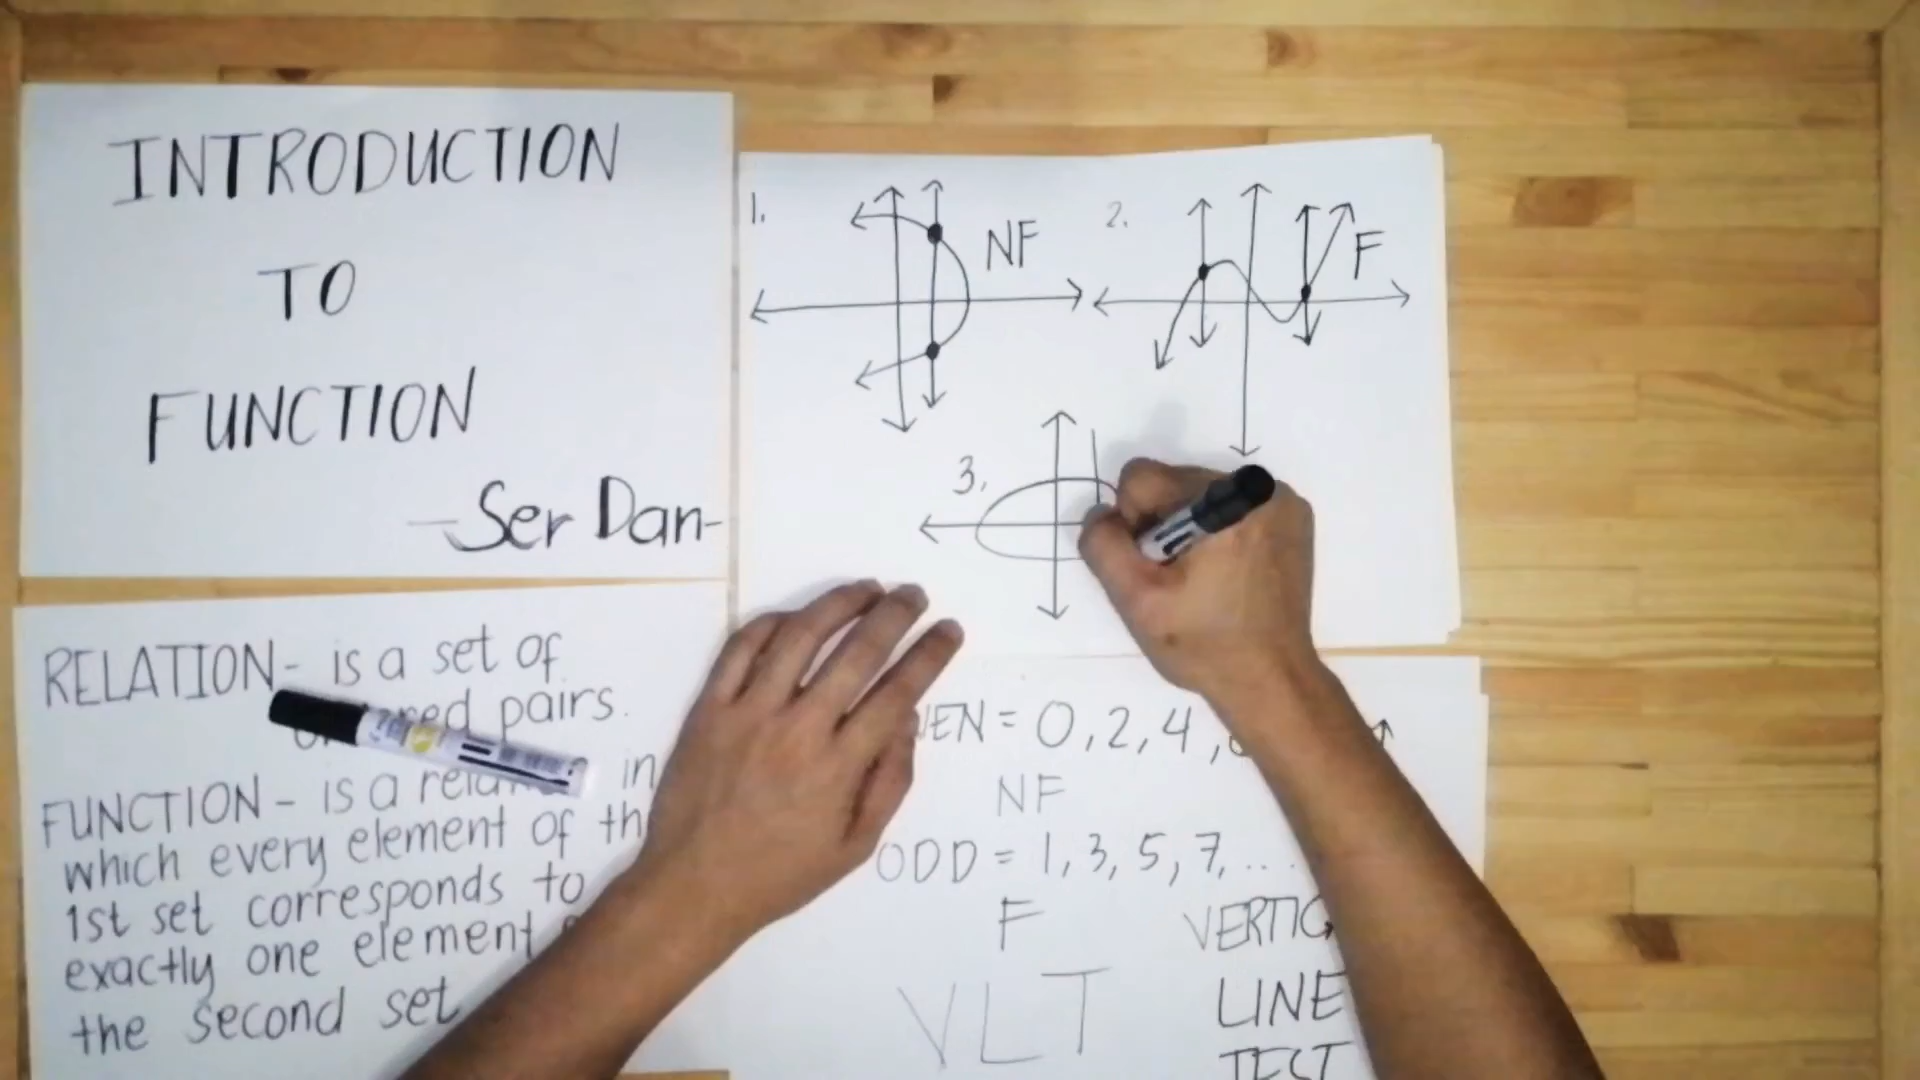 INTRODUCTION
TO
FUNCTION
-Ser Dan-
RELATION- is a set of
pairs.
FUNCTION - is a in
which every element of
1st set corresponds to
exactly one element
the second set
1.
NF
2.
F
3.
= 0, 2, 4,
NF
ODD = 1, 3, 5, 7, ....
F
VLT
LINE
TEST